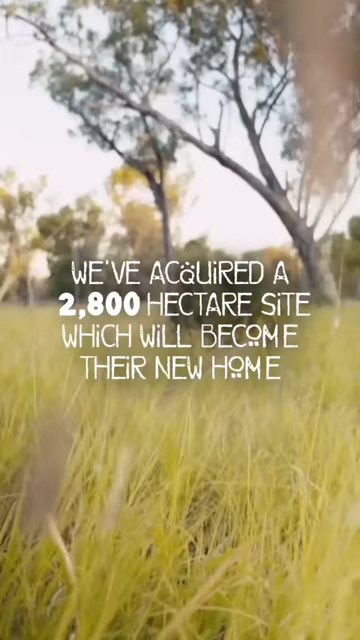 WE'VE ACQUIRED A
2,800 HECTARE SITE
WHICH WILL BECOME
THEIR NEW HOME